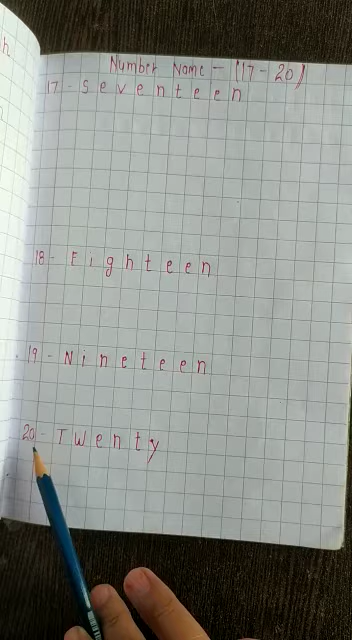 Number Name - (17-20)
17 - Seventeen
18 - Eighteen
19 - Nineteen
20 - Twenty